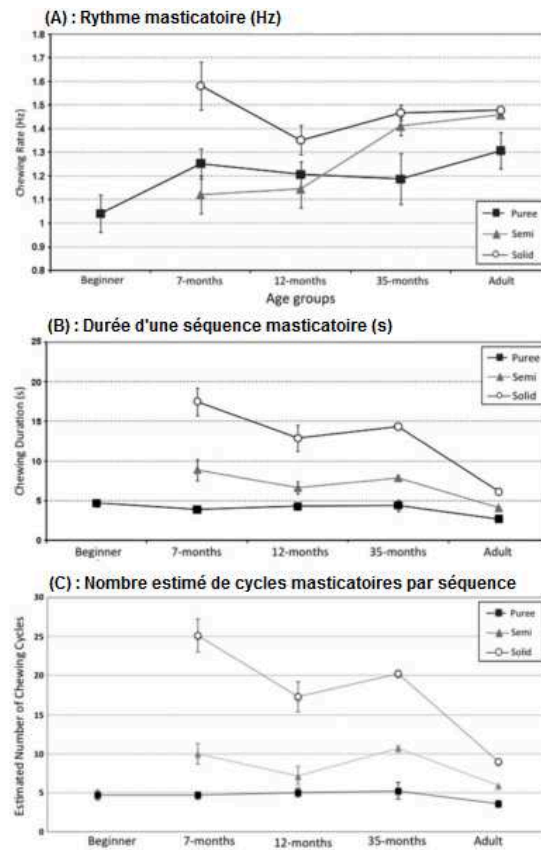 (A) : Rythme masticatoire (Hz)
Chewing Rate (Hz)
1.8
1.7
1.6
1.5
1.4
1.3
1.2
1.1
1
0.9
0.8
Puree
Semi
Solid
Beginner 7-months 12-months 35-months Adult
Age groups
(B) : Durée d'une séquence masticatoire (s)
Chewing Duration (s)
25
20
15
10
5
0
Puree
Semi
Solid
Beginner 7-months 12-months 35-months Adult
(C) : Nombre estimé de cycles masticatoires par séquence
Estimated Number of Chewing Cycles
30
25
20
15
10
5
0
Puree
Semi
Solid
Beginner 7-months 12-months 35-months Adult